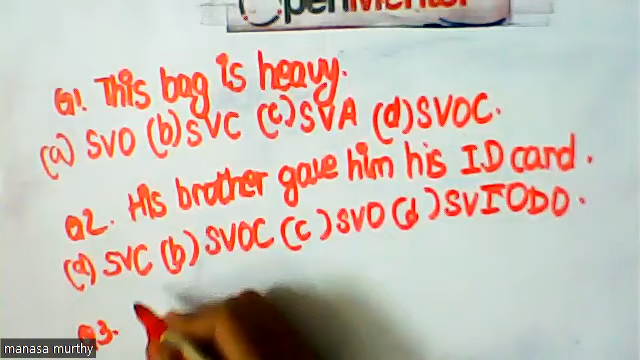 OpenMentor
Q1. This bag is heavy.
(a) SVO (b) SVC (c) SVA (d) SVOC.
Q2. His brother gave him his ID card.
(a) SVC (b) SVOC (c) SVO (d) SVIODO.
Q3.
manasa murthy